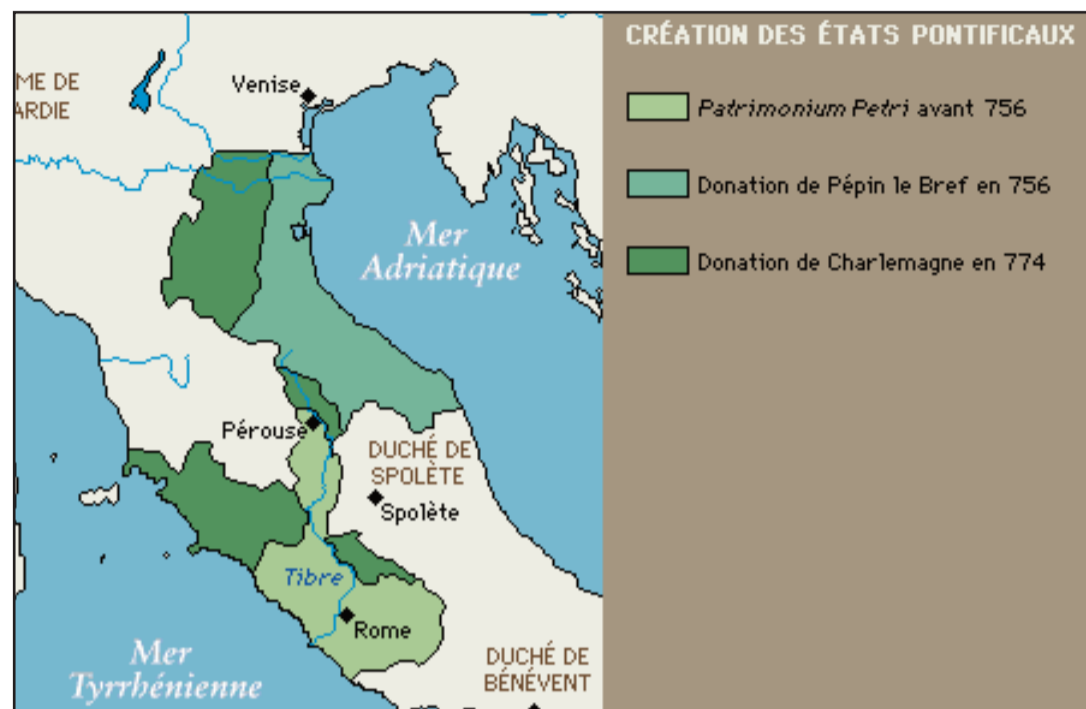 CRÉATION DES ÉTATS PONTIFICAUX
Patrimonium Petri avant 756
Donation de Pépin le Bref en 756
Donation de Charlemagne en 774
ME DE
ARDIE
Venise
Mer
Adriatique
Pérouse
DUCHÉ DE
SPOLÈTE
Spolète
Tibre
Rome
Mer
Tyrrhénienne
DUCHÉ DE
BÉNÉVENT